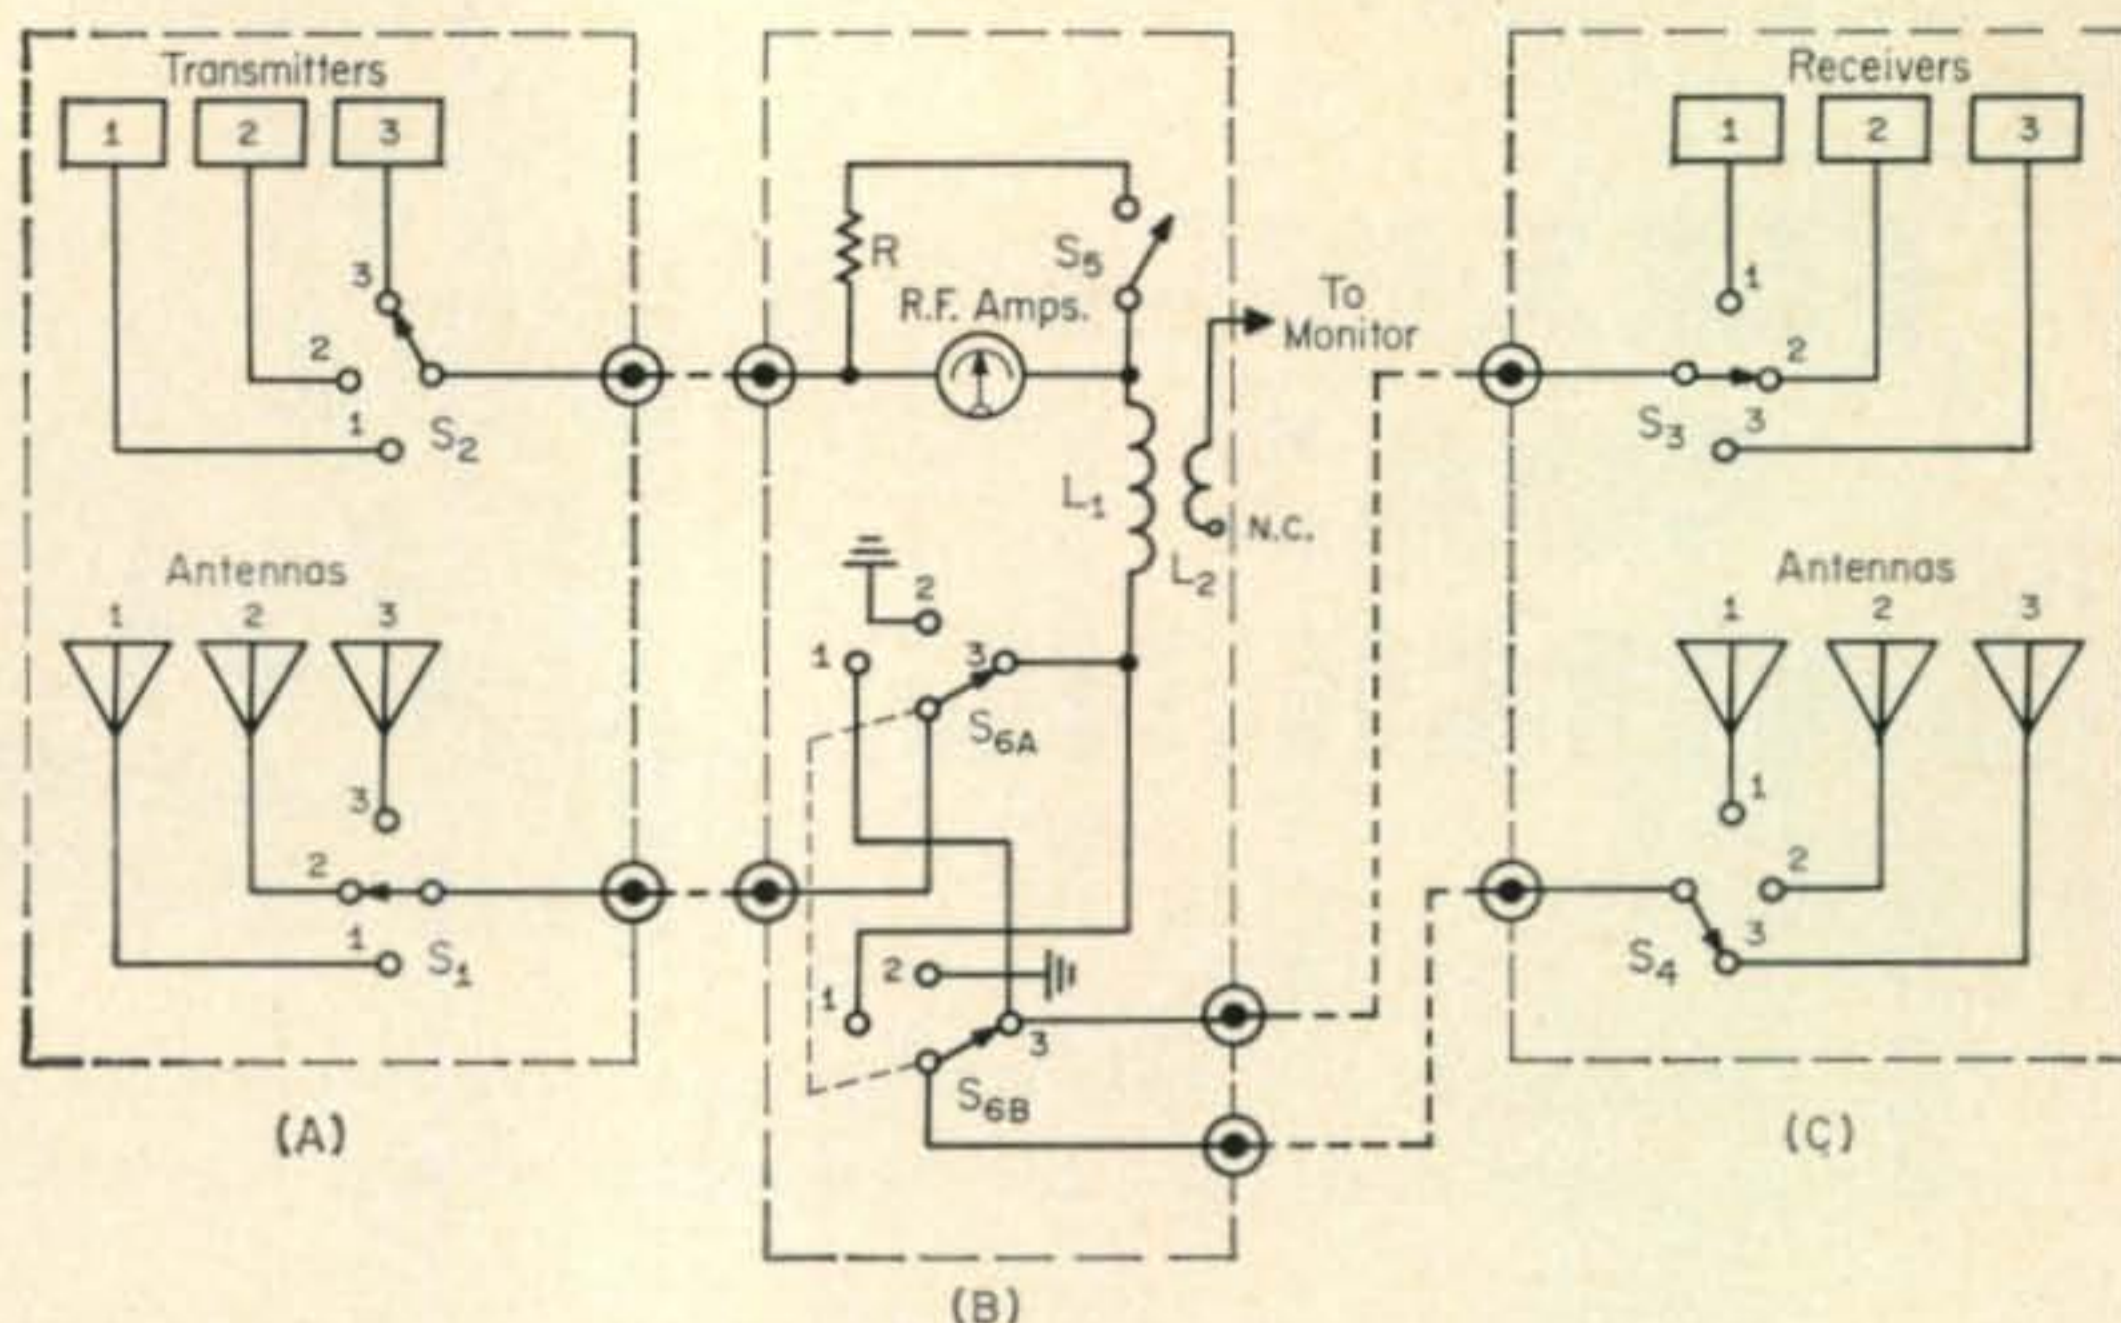 Transmitters
1 2 3
3
2
1
S2
Antennas
1 2 3
3
2
1
S1
(A)
R
S5
R.F. Amps.
To
Monitor
L1
N.C.
L2
2
1
3
S6A
2
1
3
S6B
(B)
Receivers
1 2 3
1
2
3
S3
Antennas
1 2 3
1
2
3
S4
(C)